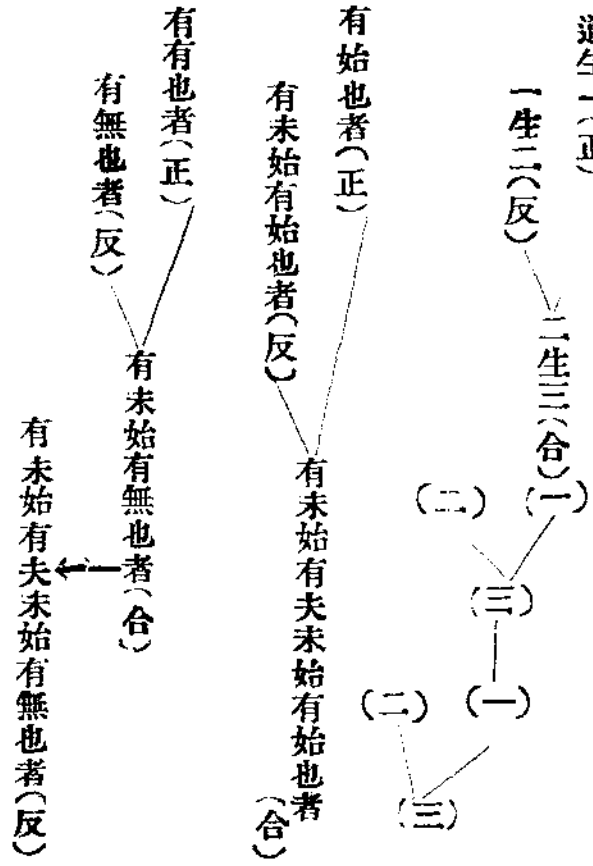 道生一(正)
一生二(反)
二生三(合)
(一)
(二)
(三)
(一)
(二)
(三)
有始也者(正)
有未始有始也者(反)
有未始有夫未始有始也者(合)
有有也者(正)
有無也者(反)
有未始有無也者(合)
有未始有夫未始有無也者(反)